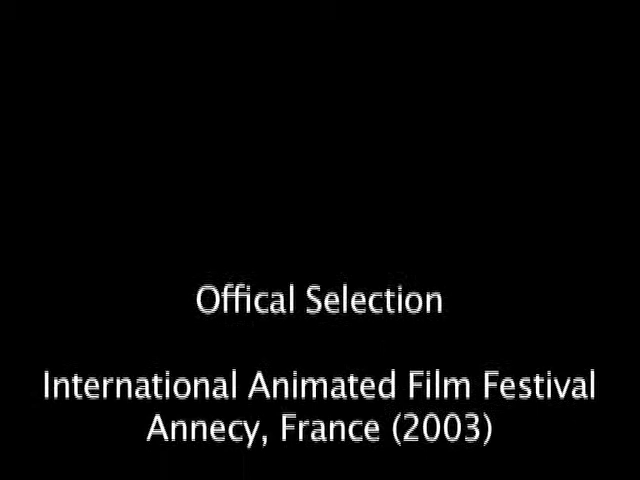 Offical Selection
International Animated Film Festival
Annecy, France (2003)